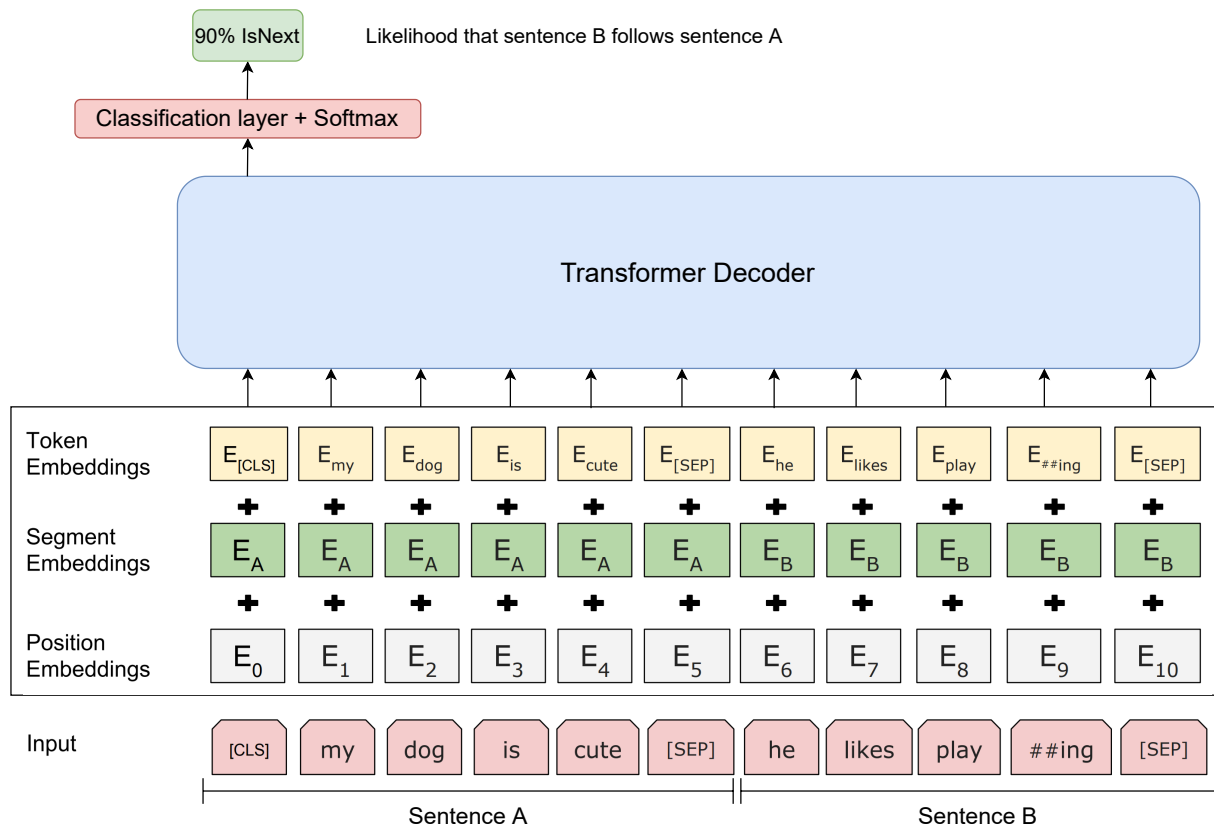 90% IsNext
Likelihood that sentence B follows sentence A
Classification layer + Softmax
Transformer Decoder
Token Embeddings
E[CLS] Emy Edog Eis Ecute E[SEP] Ehe Elikes Eplay E##ing E[SEP]
+ + + + + + + + + + +
Segment Embeddings
EA EA EA EA EA EA EB EB EB EB EB
+ + + + + + + + + + +
Position Embeddings
E0 E1 E2 E3 E4 E5 E6 E7 E8 E9 E10
Input
[CLS] my dog is cute [SEP] he likes play ##ing [SEP]
Sentence A
Sentence B